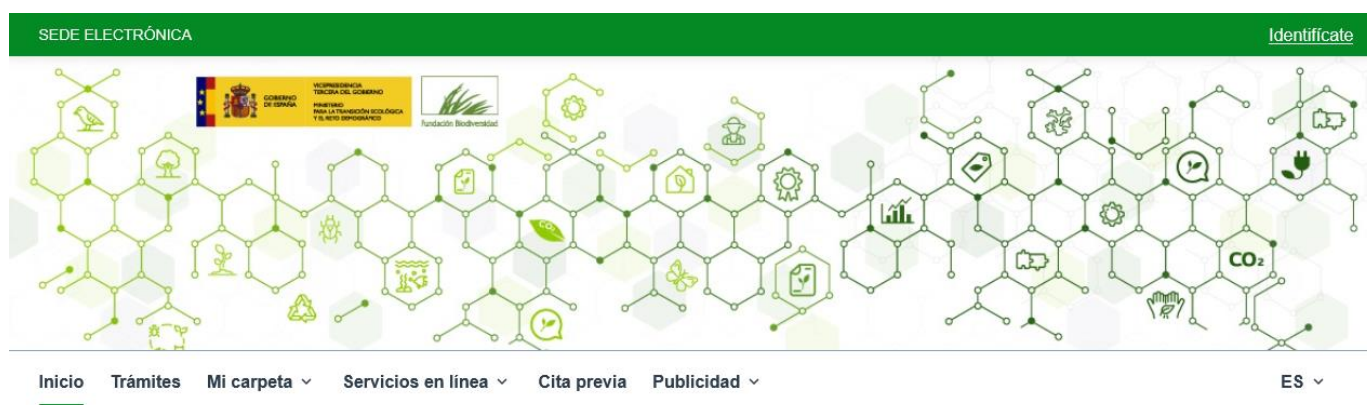 SEDE ELECTRÓNICA
Identifícate
GOBIERNO
DE ESPAÑA
VICEPRESIDENCIA
TERCERA DEL GOBIERNO
MINISTERIO
PARA LA TRANSICIÓN ECOLÓGICA
Y EL RETO DEMOGRÁFICO
Fundación Biodiversidad
CO₂
CO₂
Inicio Trámites Mi carpeta Servicios en línea Cita previa Publicidad ES